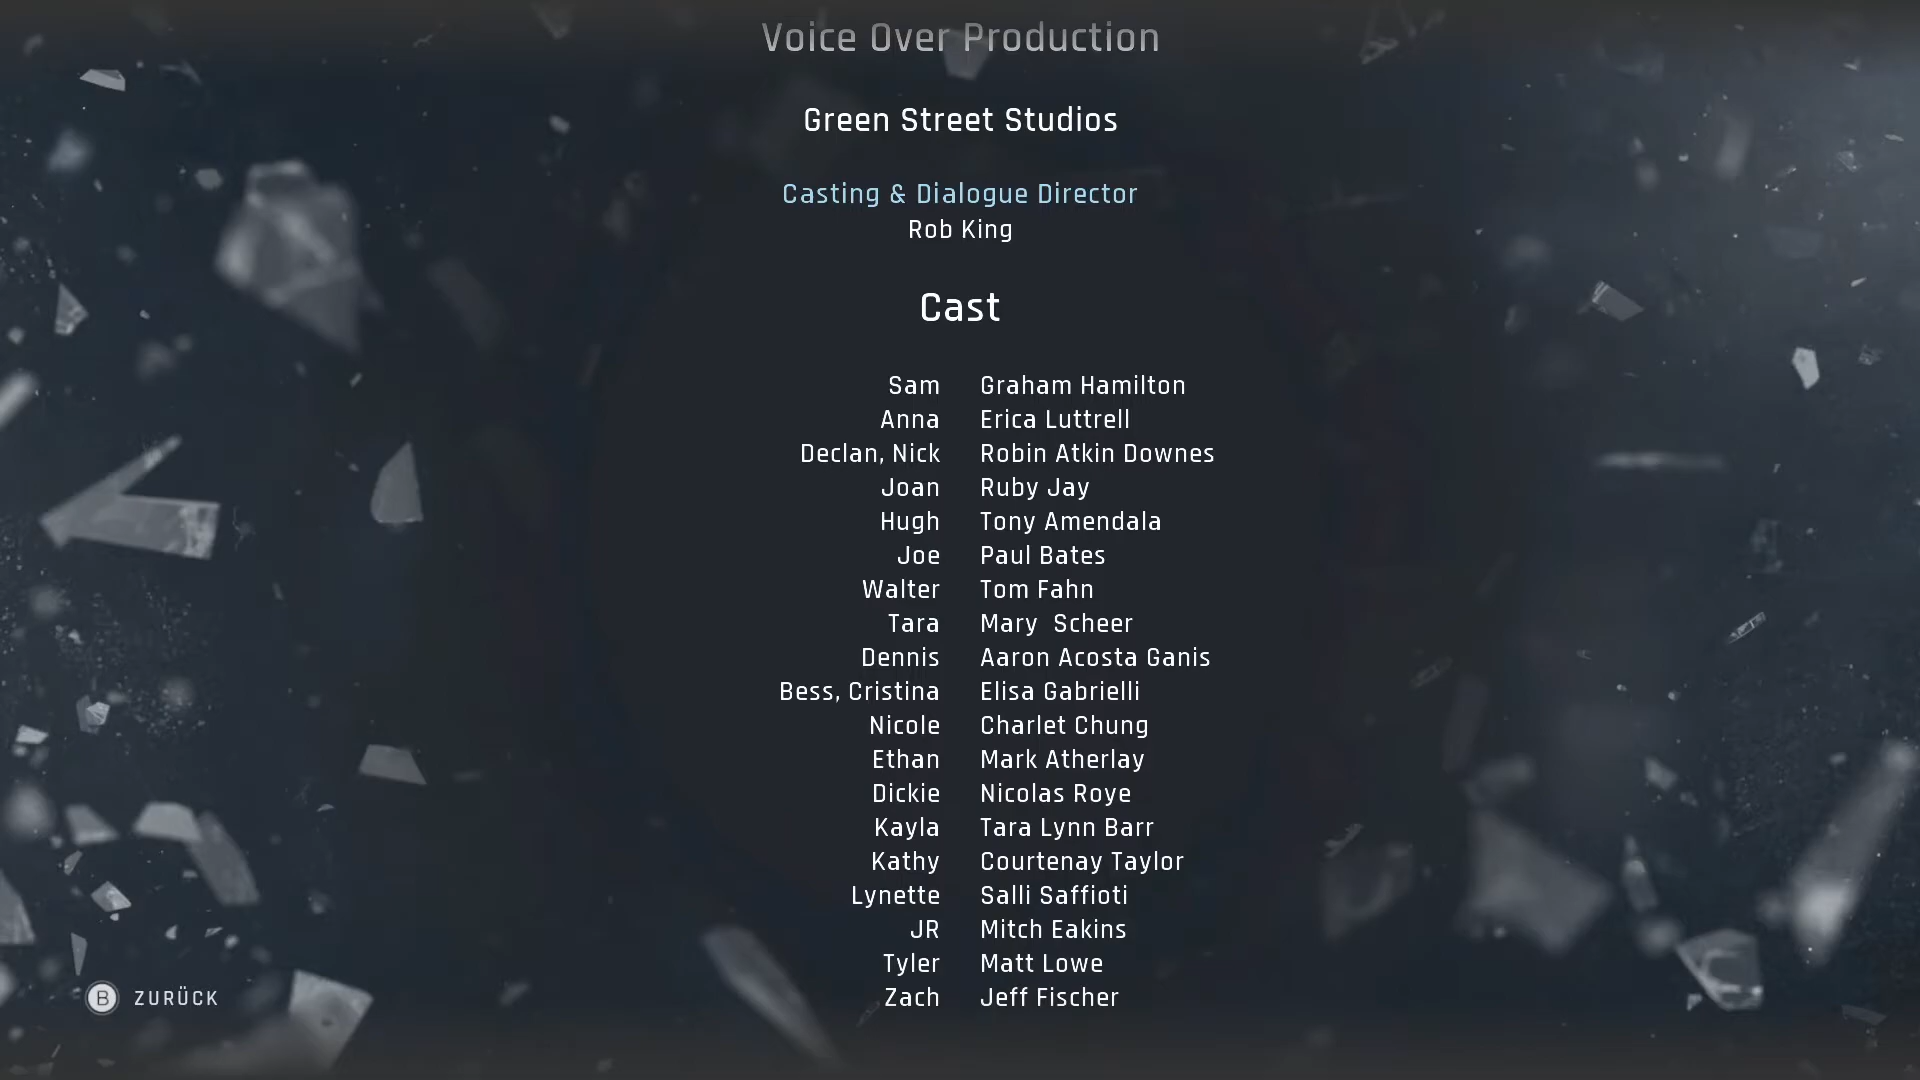 Voice Over Production
Green Street Studios
Casting & Dialogue Director
Rob King
Cast
Sam Graham Hamilton
Anna Erica Luttrell
Declan, Nick Robin Atkin Downes
Joan Ruby Jay
Hugh Tony Amendala
Joe Paul Bates
Walter Tom Fahn
Tara Mary  Scheer
Dennis Aaron Acosta Ganis
Bess, Cristina Elisa Gabrielli
Nicole Charlet Chung
Ethan Mark Atherlay
Dickie Nicolas Roye
Kayla Tara Lynn Barr
Kathy Courtenay Taylor
Lynette Salli Saffioti
JR Mitch Eakins
Tyler Matt Lowe
Zach Jeff Fischer
B ZURÜCK